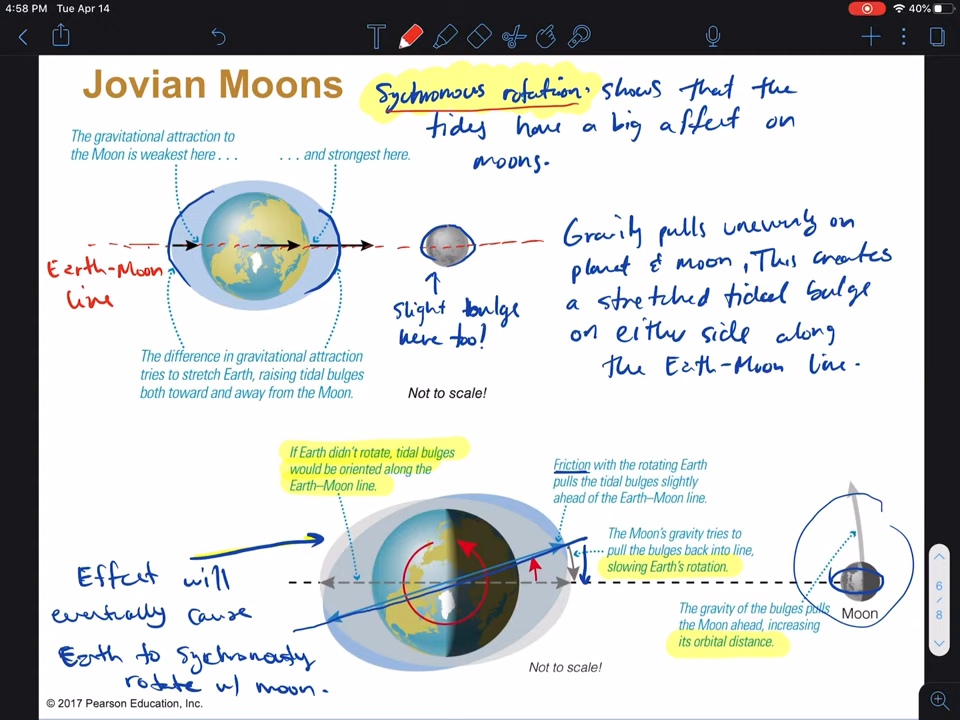 4:58 PM Tue Apr 14
40%
Jovian Moons
Sychronous rotation: shows that the
tides have a big affect on
moons.
The gravitational attraction to
the Moon is weakest here . . .
. . . and strongest here.
Earth-Moon
line
slight bulge
here too!
Gravity pulls unevenly on
planet & moon, This creates
a stretched tidal bulge
on either side along
the Earth-Moon line.
The difference in gravitational attraction
tries to stretch Earth, raising tidal bulges
both toward and away from the Moon.
Not to scale!
If Earth didn't rotate, tidal bulges
would be oriented along the
Earth–Moon line.
Friction with the rotating Earth
pulls the tidal bulges slightly
ahead of the Earth–Moon line.
The Moon's gravity tries to
pull the bulges back into line,
slowing Earth's rotation.
The gravity of the bulges pulls
the Moon ahead, increasing
its orbital distance.
Moon
Effect will
eventually cause
Earth to Sychronously
rotate w/ moon.
Not to scale!
6
8
© 2017 Pearson Education, Inc.